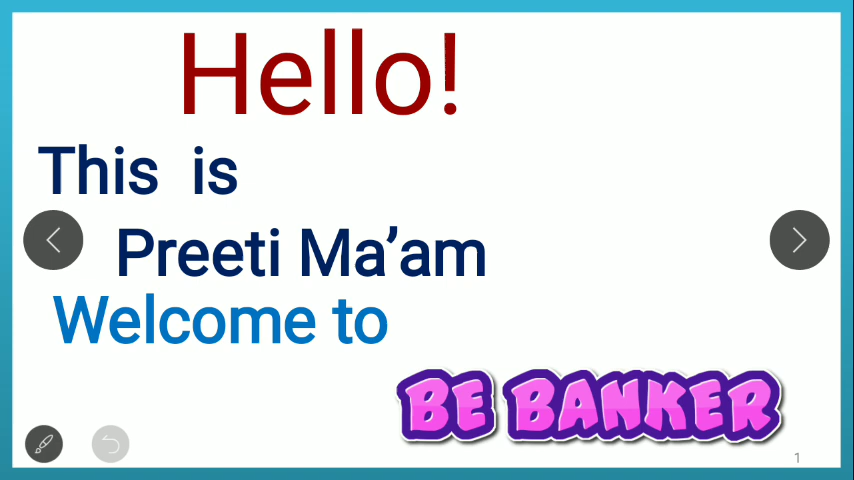 Hello!
This is
Preeti Ma’am
Welcome to
BE BANKER
1